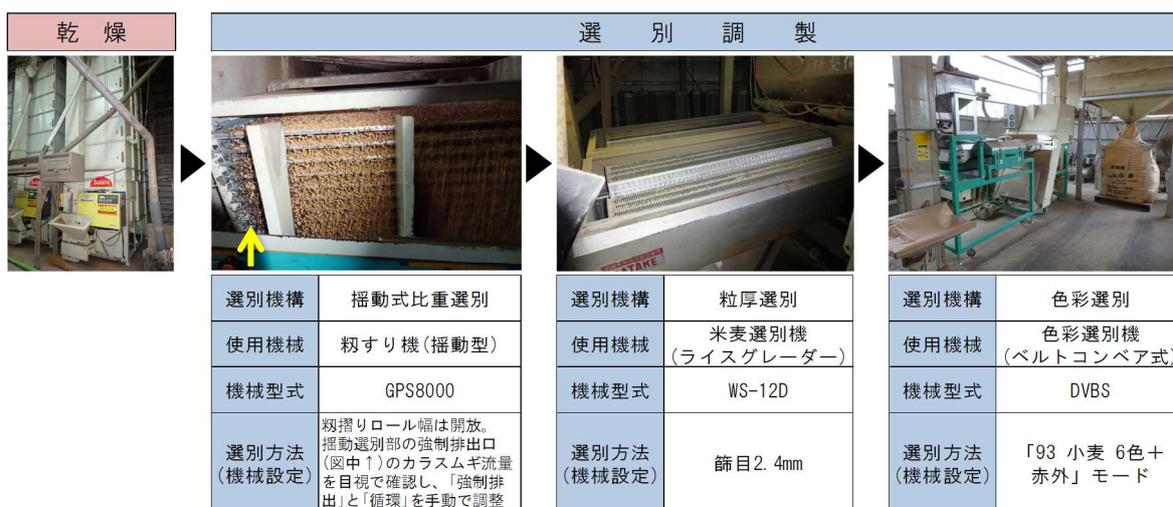 乾 燥
選 別 調 製
Solaris
Solaris
SATAKE
選別機構
揺動式比重選別
使用機械
籾すり機(揺動型)
機械型式
GPS8000
選別方法
(機械設定)
籾摺りロール幅は開放。
揺動選別部の強制排出口
(図中↑)のカラスムギ流量
を目視で確認し、「強制排
出」と「循環」を手動で調整
選別機構
粒厚選別
使用機械
米麦選別機
(ライスグレーダー)
機械型式
WS-12D
選別方法
(機械設定)
篩目2.4mm
選別機構
色彩選別
使用機械
色彩選別機
(ベルトコンベア式)
機械型式
DVBS
選別方法
(機械設定)
「93 小麦 6色+
赤外」モード